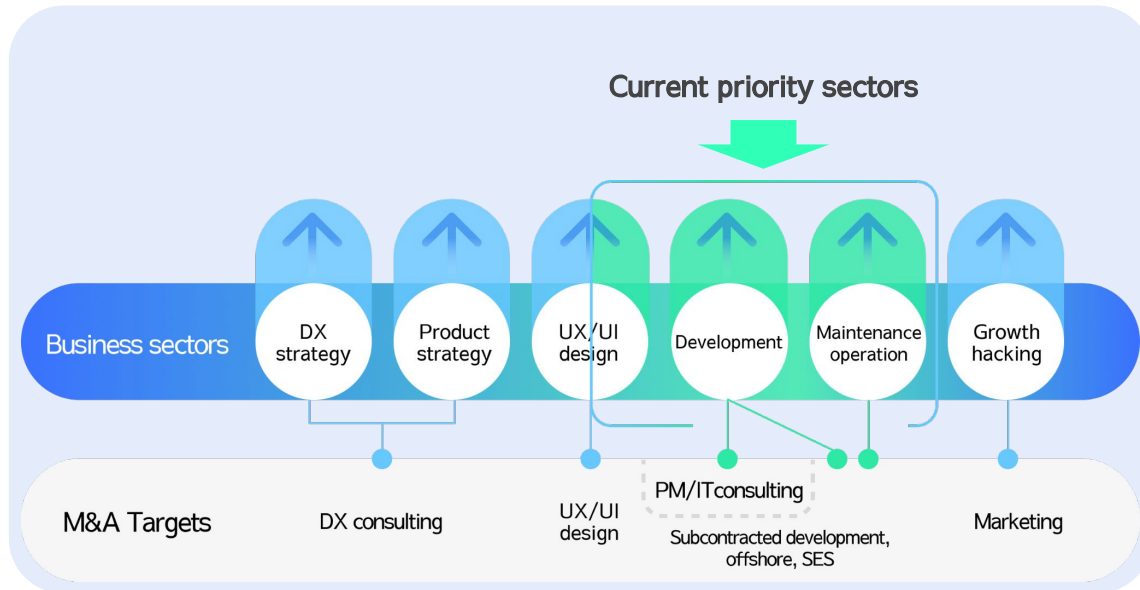 Current priority sectors
Business sectors
DX
strategy
Product
strategy
UX/UI
design
Development
Maintenance
operation
Growth
hacking
M&A Targets
DX consulting
UX/UI
design
PM/ITconsulting
Subcontracted development,
offshore, SES
Marketing